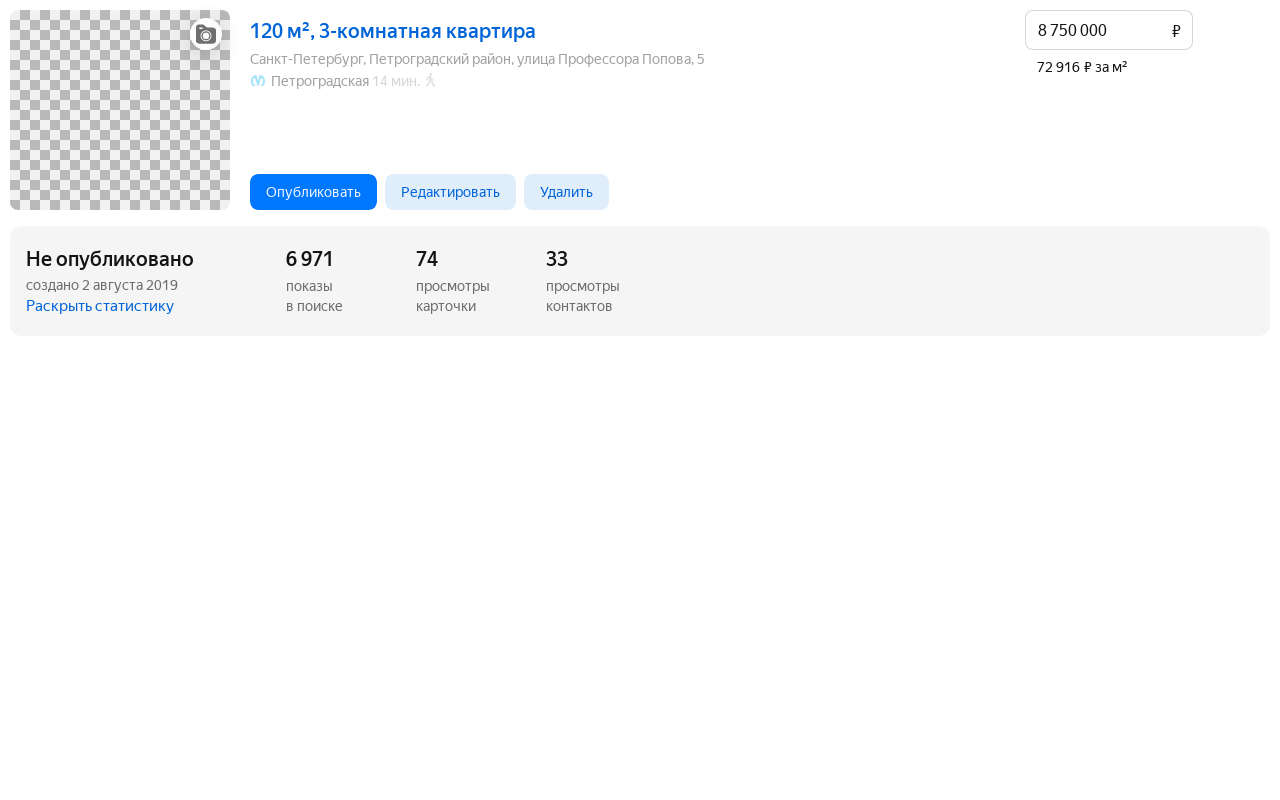 120 м², 3-комнатная квартира
Санкт-Петербург, Петроградский район, улица Профессора Попова, 5
Петроградская 14 мин.
8 750 000 ₽
72 916 ₽ за м²
Опубликовать
Редактировать
Удалить
Не опубликовано
создано 2 августа 2019
Раскрыть статистику
6 971
показы
в поиске
74
просмотры
карточки
33
просмотры
контактов